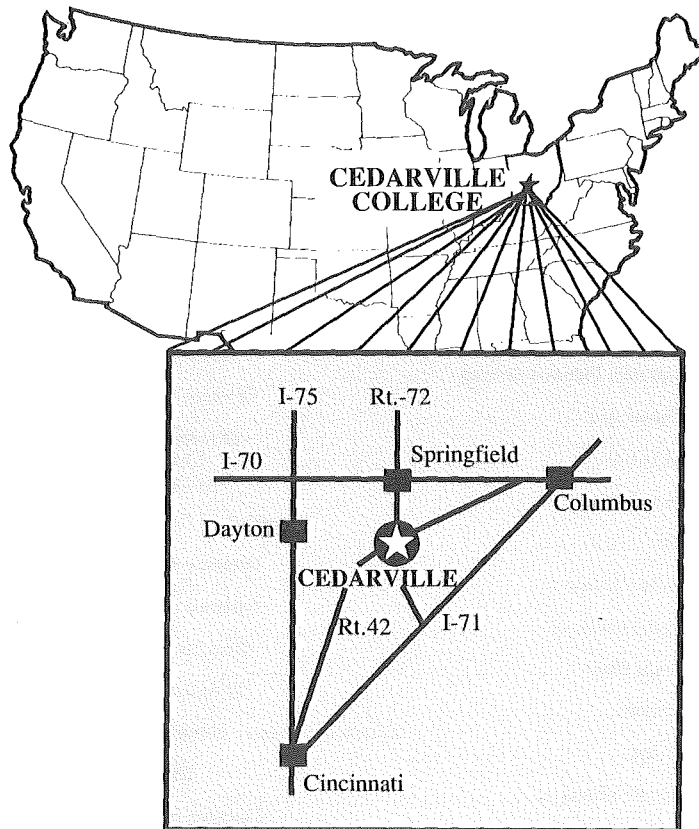 CEDARVILLE
COLLEGE
I-75
Rt.-72
I-70
Springfield
Columbus
Dayton
CEDARVILLE
Rt.42
I-71
Cincinnati